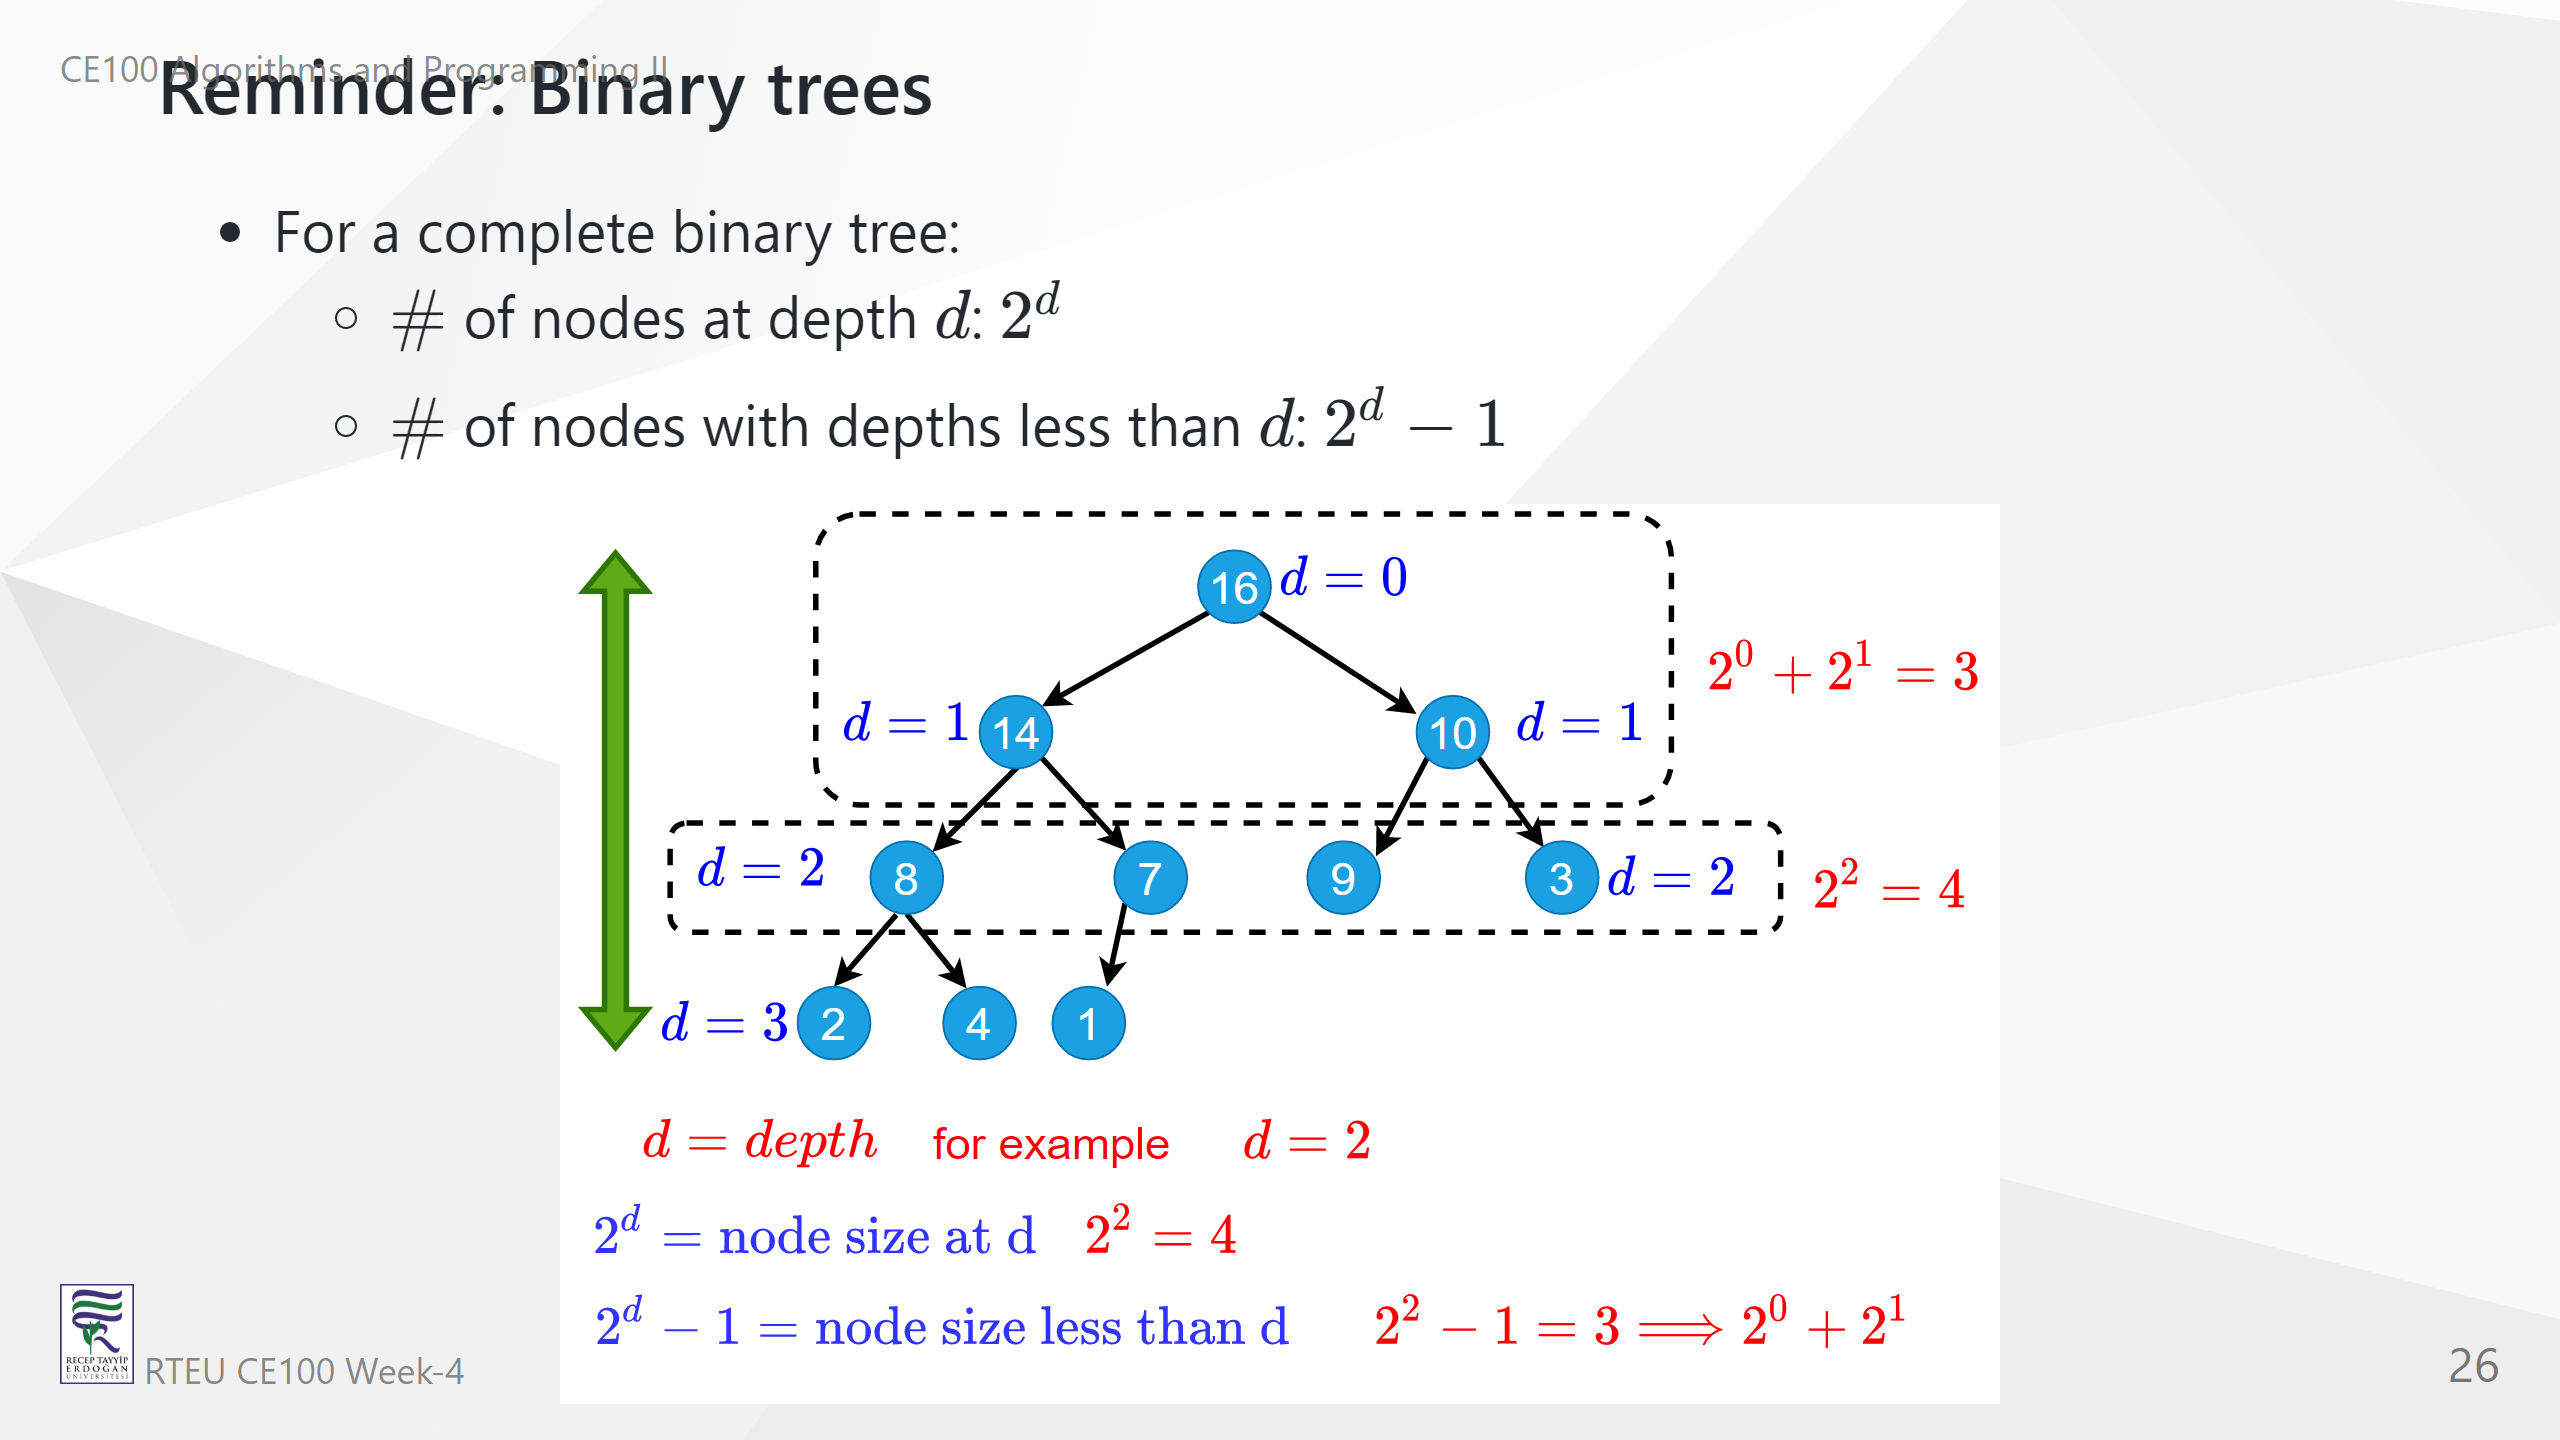 CE100 Algorithms and Programming II
Reminder: Binary trees
• For a complete binary tree:
◦ # of nodes at depth d: 2^d
◦ # of nodes with depths less than d: 2^d − 1
16 d = 0
2^0 + 2^1 = 3
d = 1 14 10 d = 1
d = 2 8 7 9 3 d = 2
2^2 = 4
d = 3 2 4 1
d = depth for example d = 2
2^d = node size at d 2^2 = 4
2^d − 1 = node size less than d 2^2 − 1 = 3 ⟹ 2^0 + 2^1
RECEP TAYYİP
ERDOĞAN
ÜNİVERSİTESİ
RTEU CE100 Week-4
26